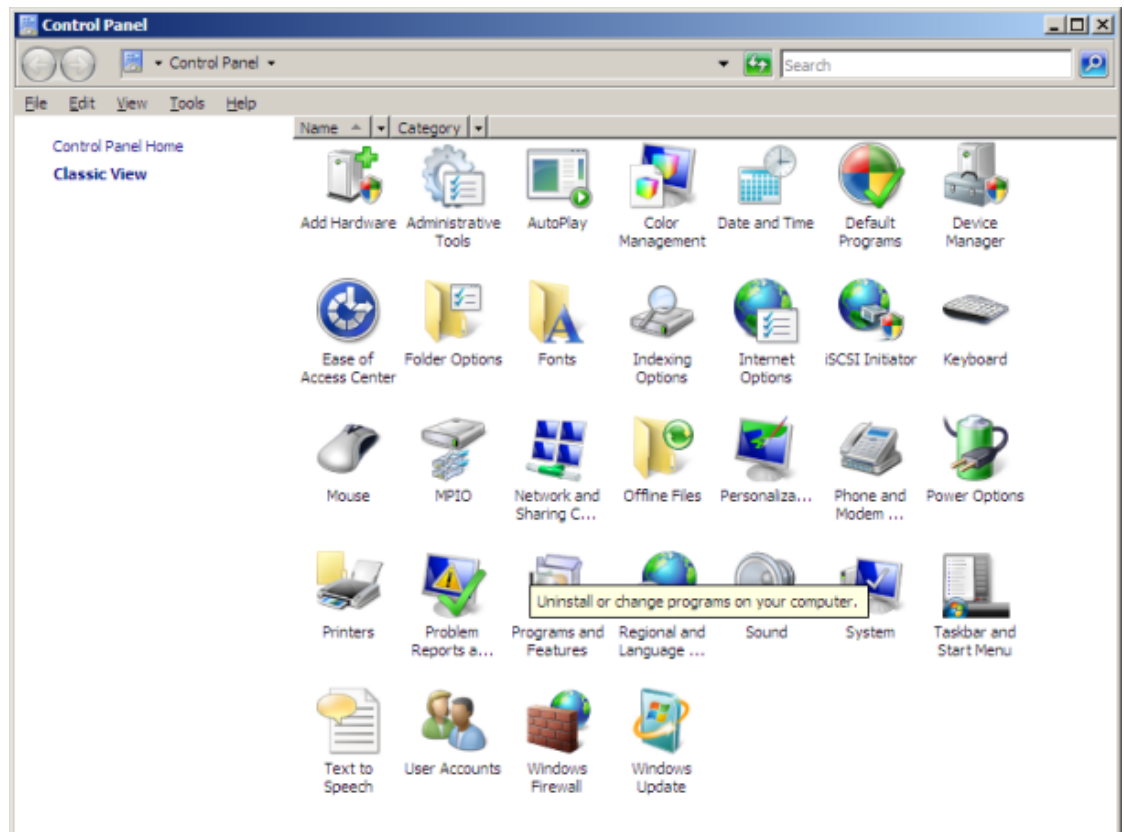 Control Panel
Control Panel
Search
File Edit View Tools Help
Name Category
Control Panel Home
Classic View
Add Hardware
Administrative
Tools
AutoPlay
Color
Management
Date and Time
Default
Programs
Device
Manager
Ease of
Access Center
Folder Options
Fonts
Indexing
Options
Internet
Options
iSCSI Initiator
Keyboard
Mouse
MPIO
Network and
Sharing C...
Offline Files
Personaliza...
Phone and
Modem ...
Power Options
Uninstall or change programs on your computer.
Printers
Problem
Reports a...
Programs and
Features
Regional and
Language ...
Sound
System
Taskbar and
Start Menu
Text to
Speech
User Accounts
Windows
Firewall
Windows
Update